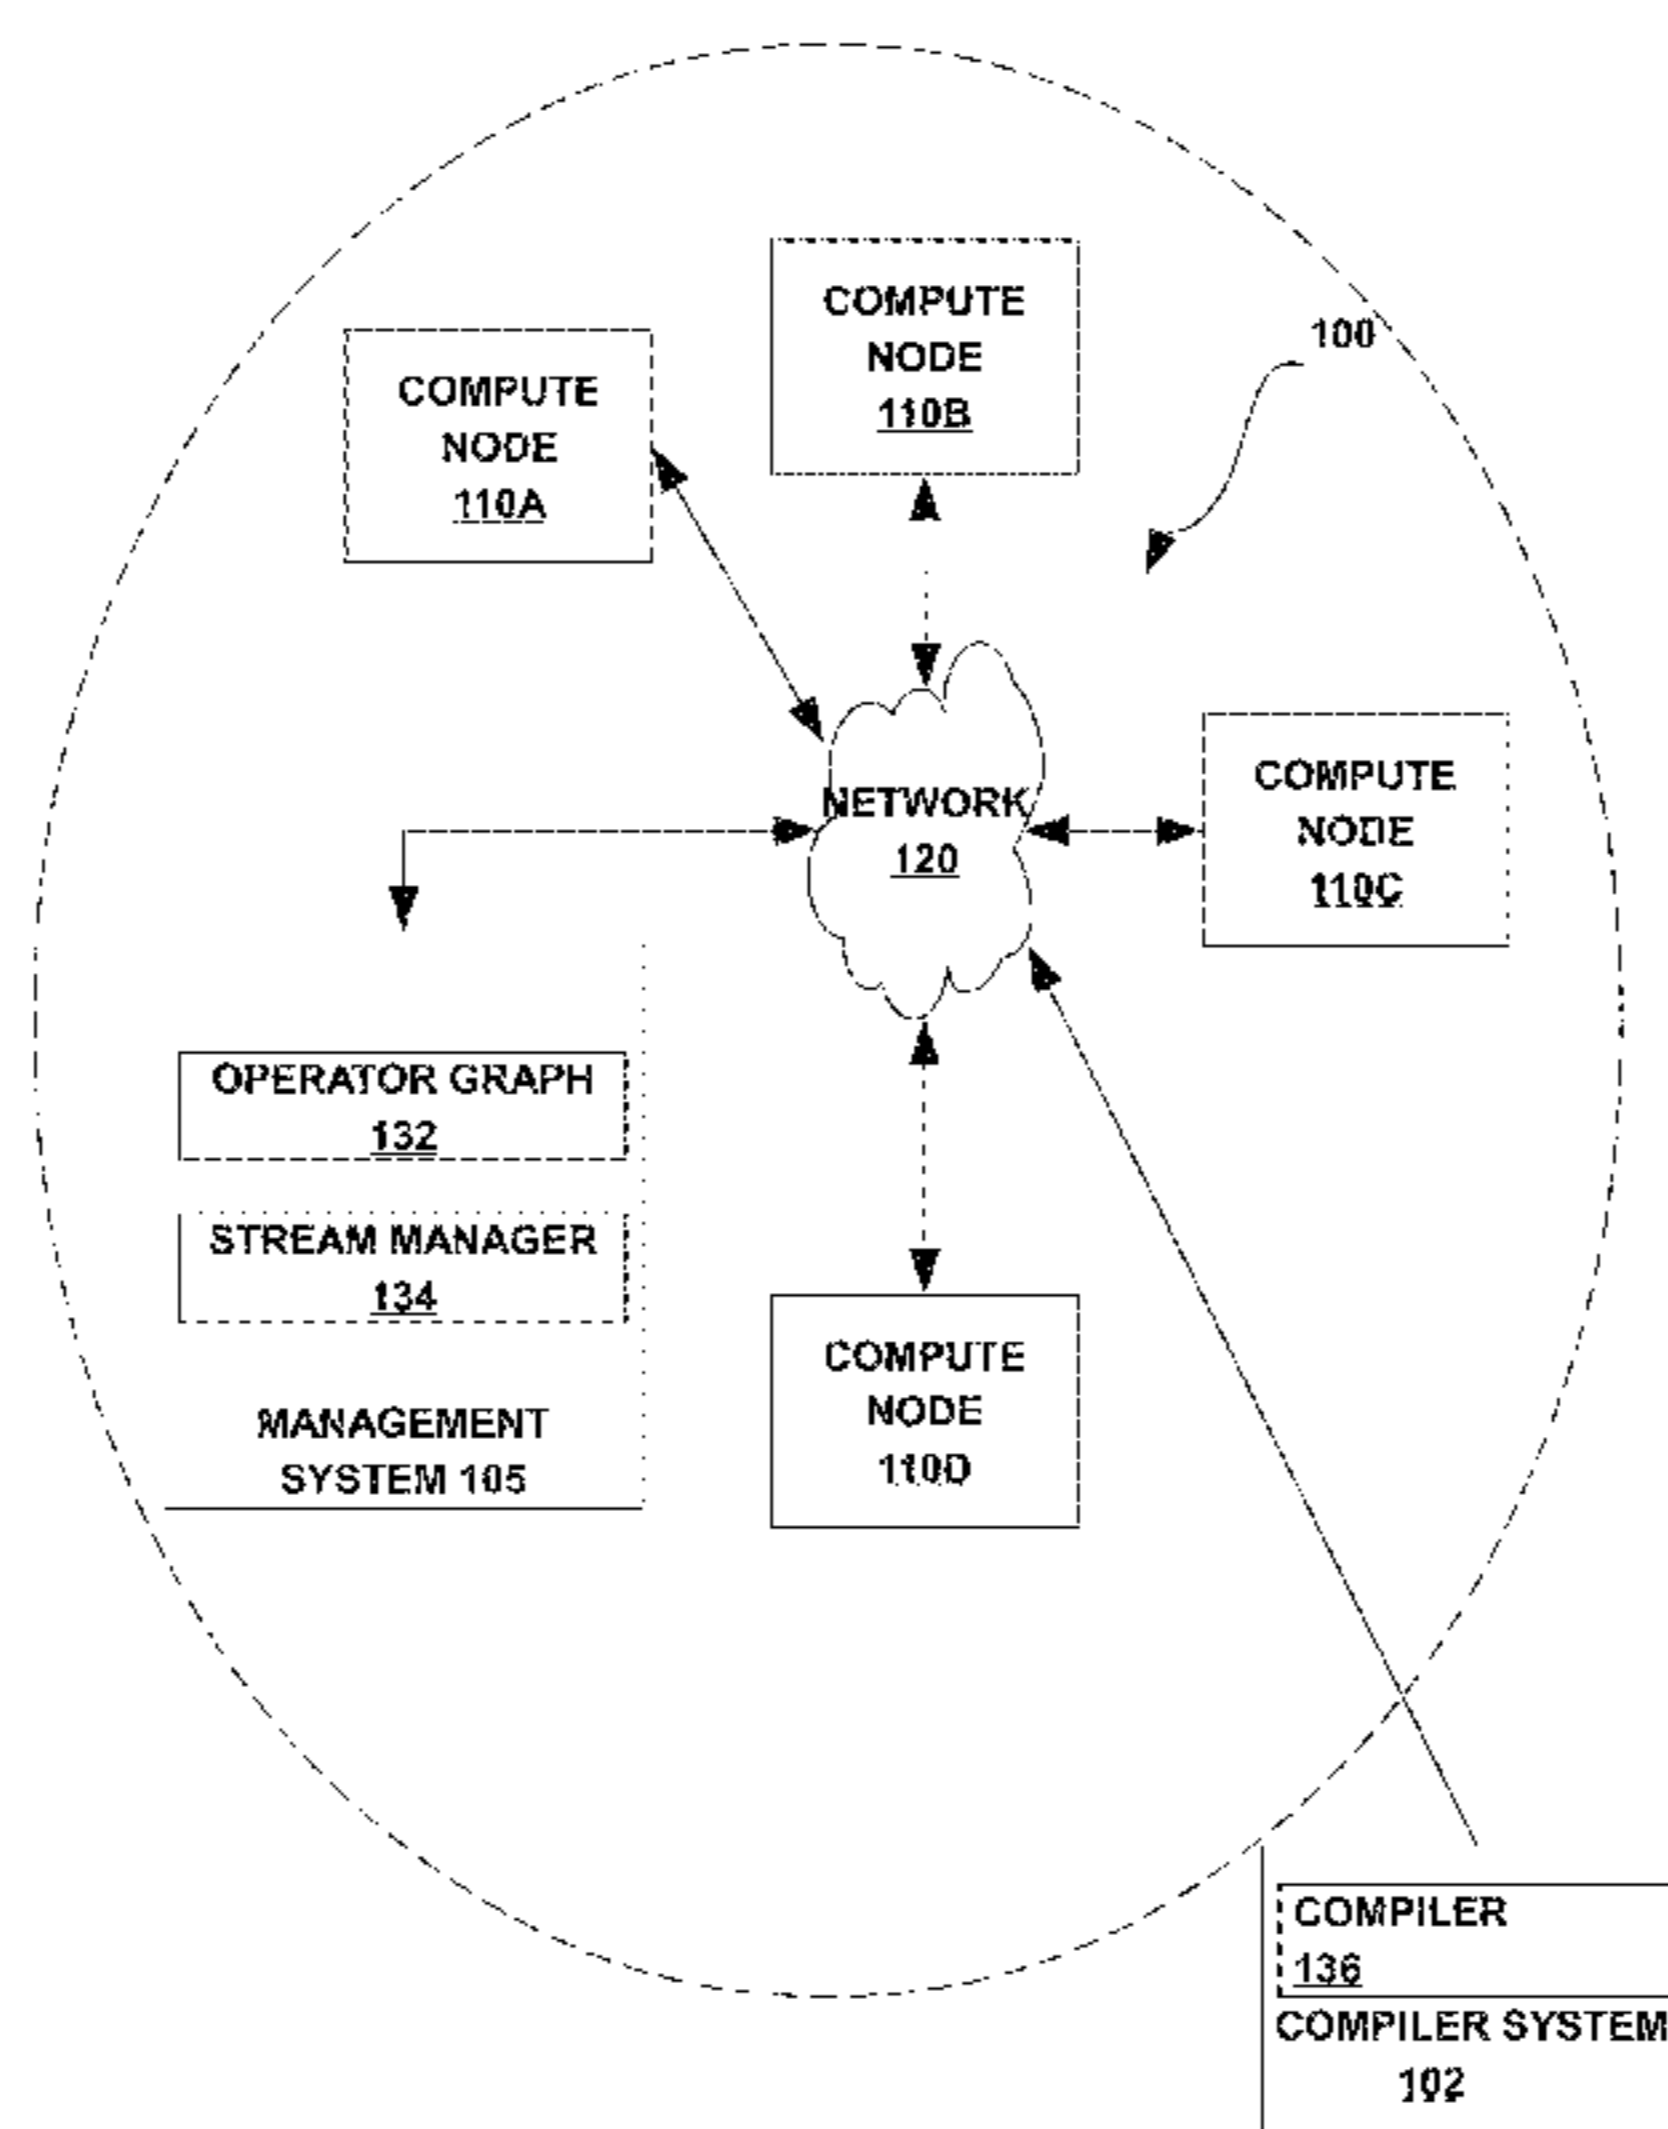 COMPUTE
NODE
110B
100
COMPUTE
NODE
110A
COMPUTE
NODE
110C
NETWORK
120
OPERATOR GRAPH
132
STREAM MANAGER
134
MANAGEMENT
SYSTEM 105
COMPUTE
NODE
110D
COMPILER
136
COMPILER SYSTEM
102